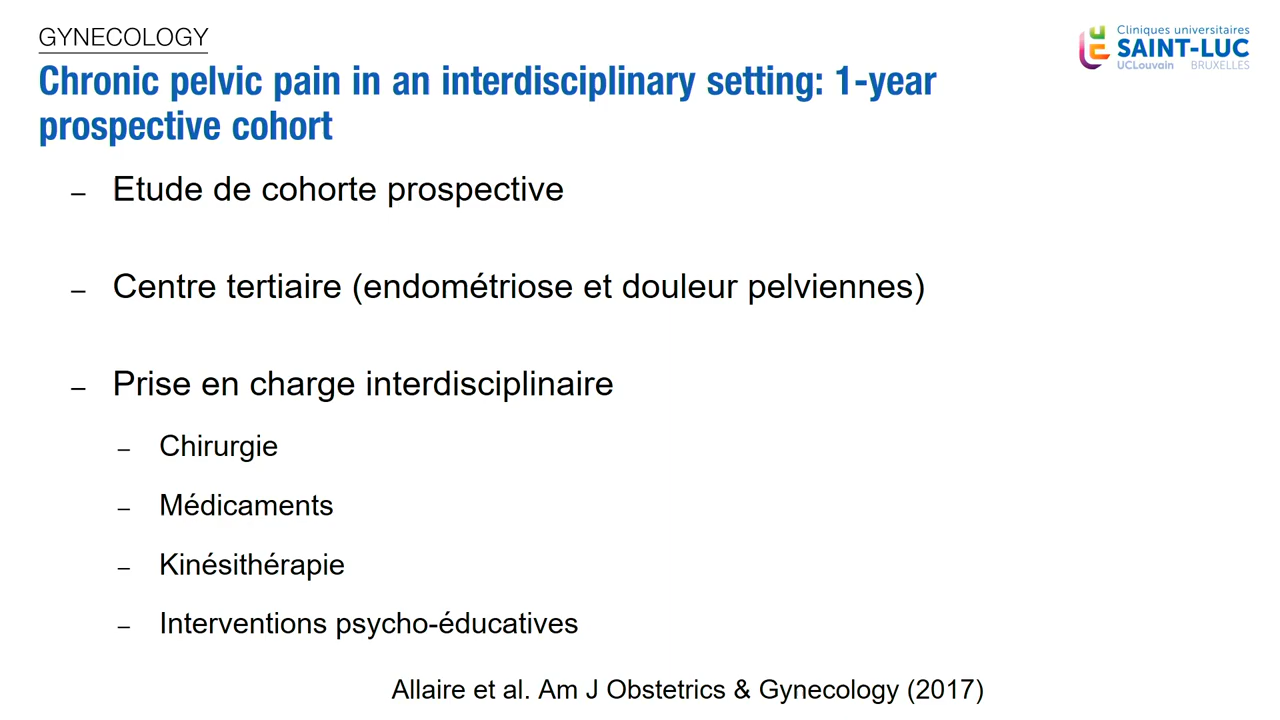 GYNECOLOGY
Chronic pelvic pain in an interdisciplinary setting: 1-year
prospective cohort
Cliniques universitaires
SAINT-LUC
UCLouvain BRUXELLES
– Etude de cohorte prospective
– Centre tertiaire (endométriose et douleur pelviennes)
– Prise en charge interdisciplinaire
– Chirurgie
– Médicaments
– Kinésithérapie
– Interventions psycho-éducatives
Allaire et al. Am J Obstetrics & Gynecology (2017)